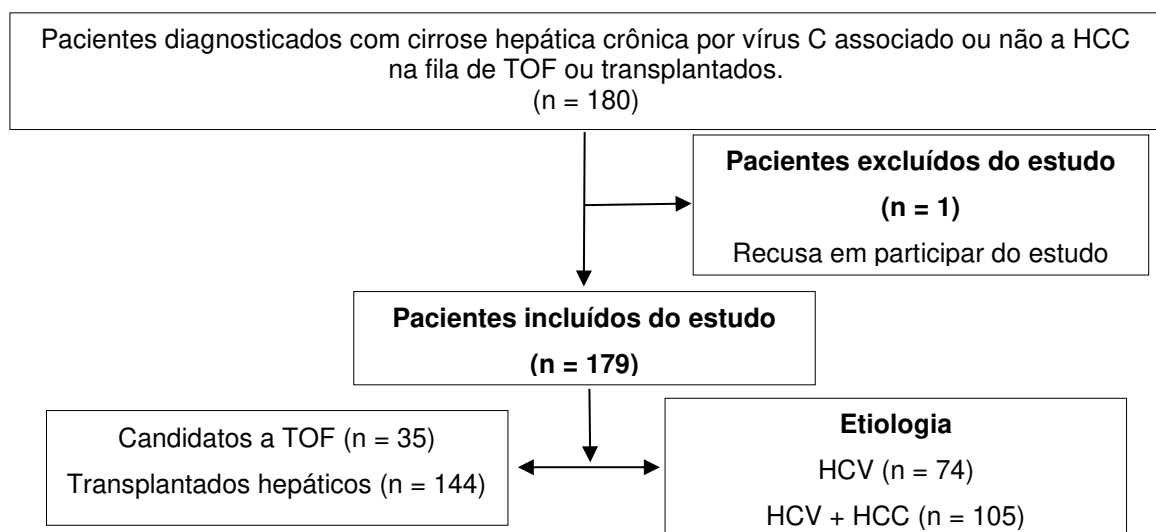 Pacientes diagnosticados com cirrose hepática crônica por vírus C associado ou não a HCC
na fila de TOF ou transplantados.
(n = 180)
Pacientes excluídos do estudo
(n = 1)
Recusa em participar do estudo
Pacientes incluídos do estudo
(n = 179)
Candidatos a TOF (n = 35)
Transplantados hepáticos (n = 144)
Etiologia
HCV (n = 74)
HCV + HCC (n = 105)